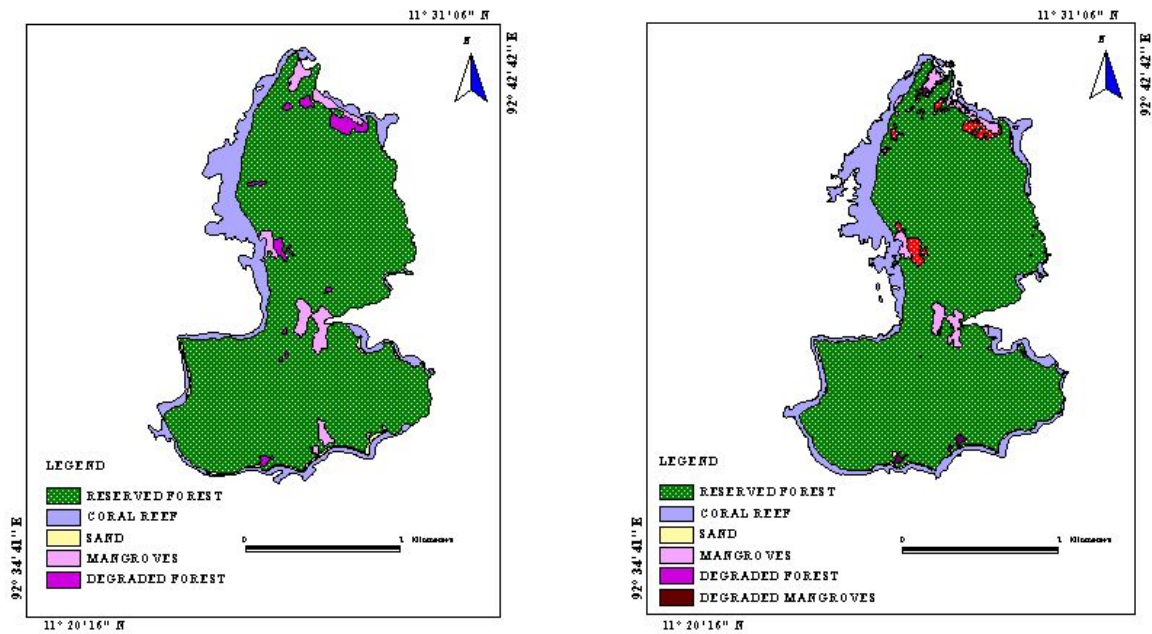 11° 31′06″ N
N
92° 42′42″ E
LEGEND
RESERVED FOREST
CORAL REEF
SAND
MANGROVES
DEGRADED FOREST
0 Kilometers
92° 34′41″ E
11° 20′16″ N
11° 31′06″ N
92° 42′42″ E
LEGEND
RESERVED FOREST
CORAL REEF
SAND
MANGROVES
DEGRADED FOREST
DEGRADED MANGROVES
0 Kilometers
92° 34′41″ E
11° 20′16″ N